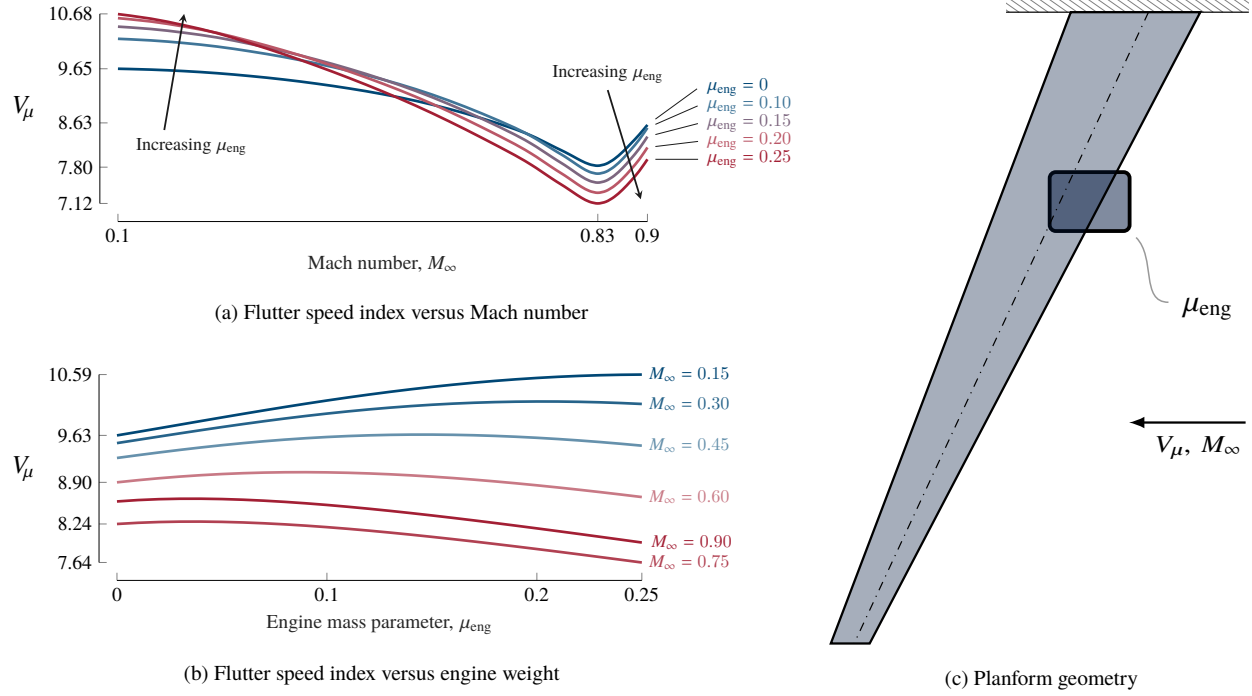 10.68
9.65
8.63
7.80
7.12
V_μ
Increasing μ_eng
Increasing μ_eng
μ_eng = 0
μ_eng = 0.10
μ_eng = 0.15
μ_eng = 0.20
μ_eng = 0.25
0.1 0.83 0.9
Mach number, M_∞
(a) Flutter speed index versus Mach number
10.59
9.63
8.90
8.24
7.64
V_μ
M_∞ = 0.15
M_∞ = 0.30
M_∞ = 0.45
M_∞ = 0.60
M_∞ = 0.90
M_∞ = 0.75
0 0.1 0.2 0.25
Engine mass parameter, μ_eng
(b) Flutter speed index versus engine weight
μ_eng
V_μ, M_∞
(c) Planform geometry